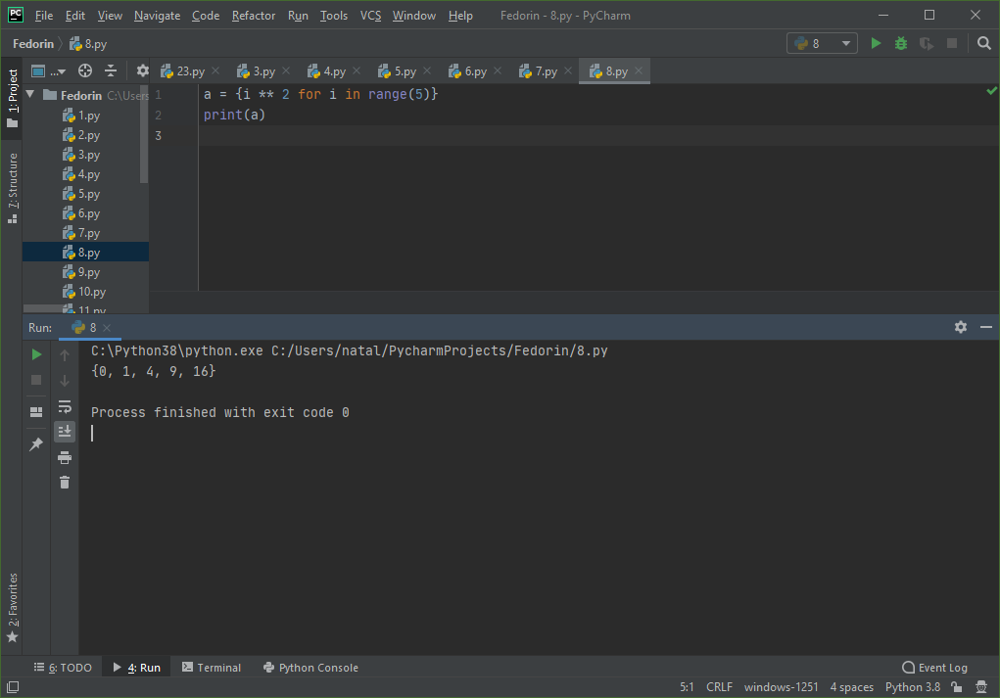 PC File Edit View Navigate Code Refactor Run Tools VCS Window Help Fedorin - 8.py - PyCharm
Fedorin 8.py 8
1: Project
... 23.py 3.py 4.py 5.py 6.py 7.py 8.py
Fedorin C:\Users
1.py
2.py
3.py
4.py
5.py
6.py
7.py
8.py
9.py
10.py
11.py
1 a = {i ** 2 for i in range(5)}
2 print(a)
3
7: Structure
Run: 8
C:\Python38\python.exe C:/Users/natal/PycharmProjects/Fedorin/8.py
{0, 1, 4, 9, 16}
Process finished with exit code 0
2: Favorites
6: TODO 4: Run Terminal Python Console Event Log
5:1 CRLF windows-1251 4 spaces Python 3.8